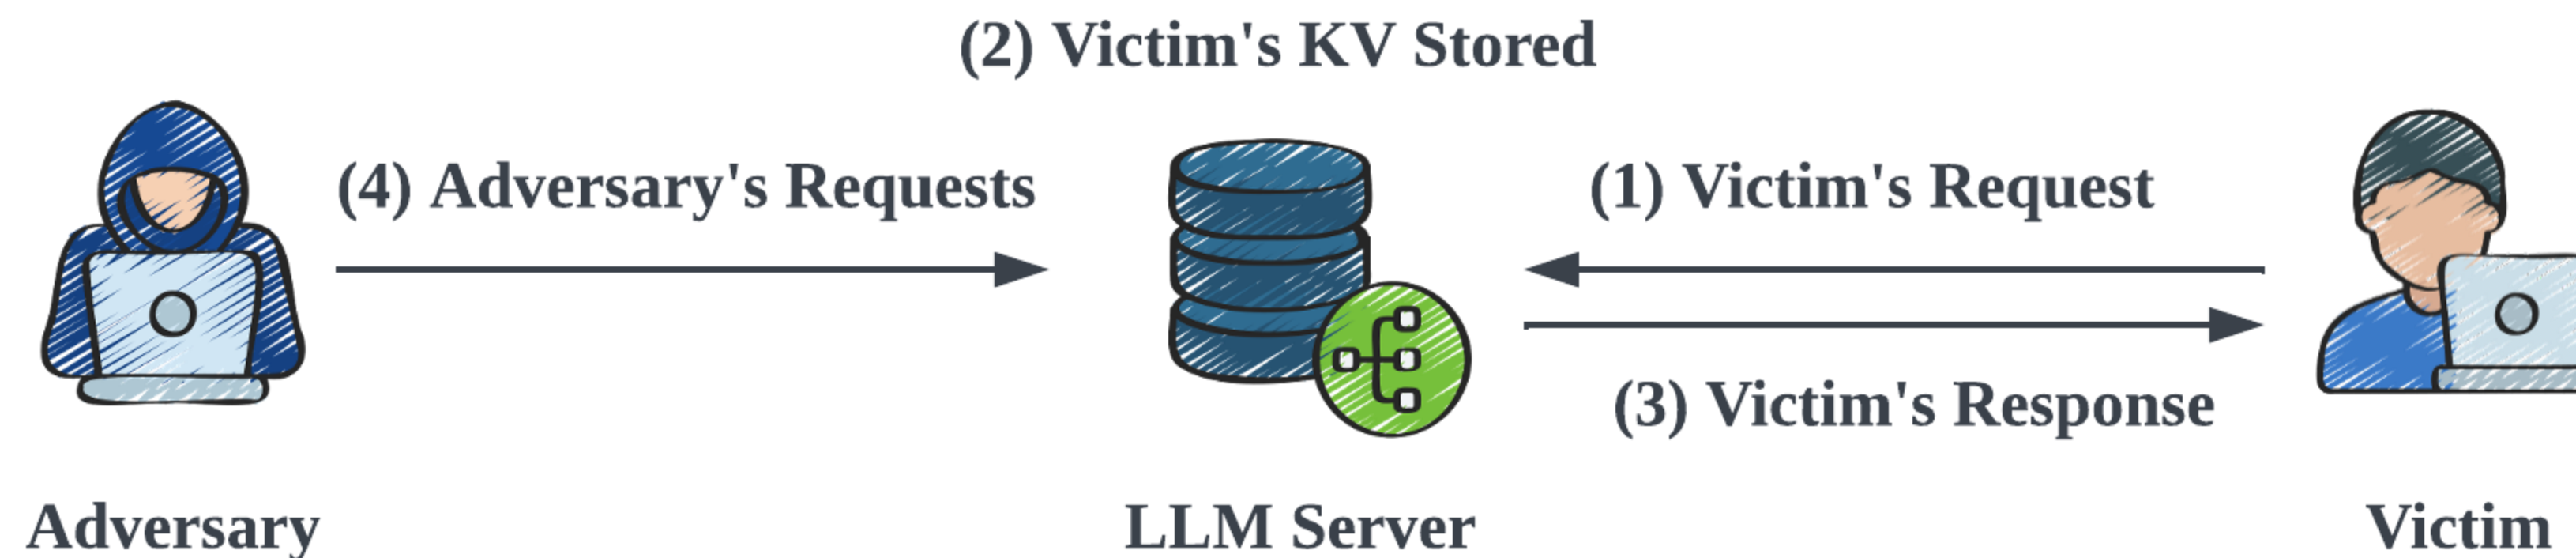 (2) Victim's KV Stored
(4) Adversary's Requests
(1) Victim's Request
(3) Victim's Response
Adversary
LLM Server
Victim